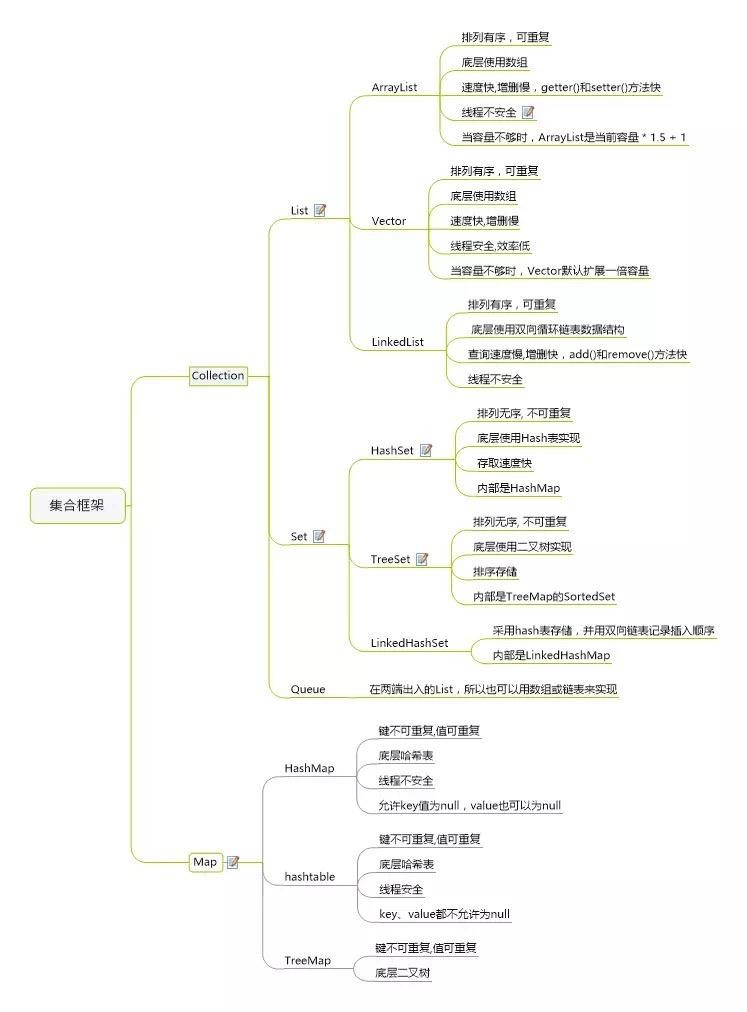 集合框架
Collection
List
ArrayList
排列有序，可重复
底层使用数组
速度快,增删慢，getter()和setter()方法快
线程不安全
当容量不够时，ArrayList是当前容量 * 1.5 + 1
Vector
排列有序，可重复
底层使用数组
速度快,增删慢
线程安全,效率低
当容量不够时，Vector默认扩展一倍容量
LinkedList
排列有序，可重复
底层使用双向循环链表数据结构
查询速度慢,增删快，add()和remove()方法快
线程不安全
Set
HashSet
排列无序, 不可重复
底层使用Hash表实现
存取速度快
内部是HashMap
TreeSet
排列无序, 不可重复
底层使用二叉树实现
排序存储
内部是TreeMap的SortedSet
LinkedHashSet
采用hash表存储，并用双向链表记录插入顺序
内部是LinkedHashMap
Queue
在两端出入的List，所以也可以用数组或链表来实现
Map
HashMap
键不可重复,值可重复
底层哈希表
线程不安全
允许key值为null，value也可以为null
hashtable
键不可重复,值可重复
底层哈希表
线程安全
key、value都不允许为null
TreeMap
键不可重复,值可重复
底层二叉树